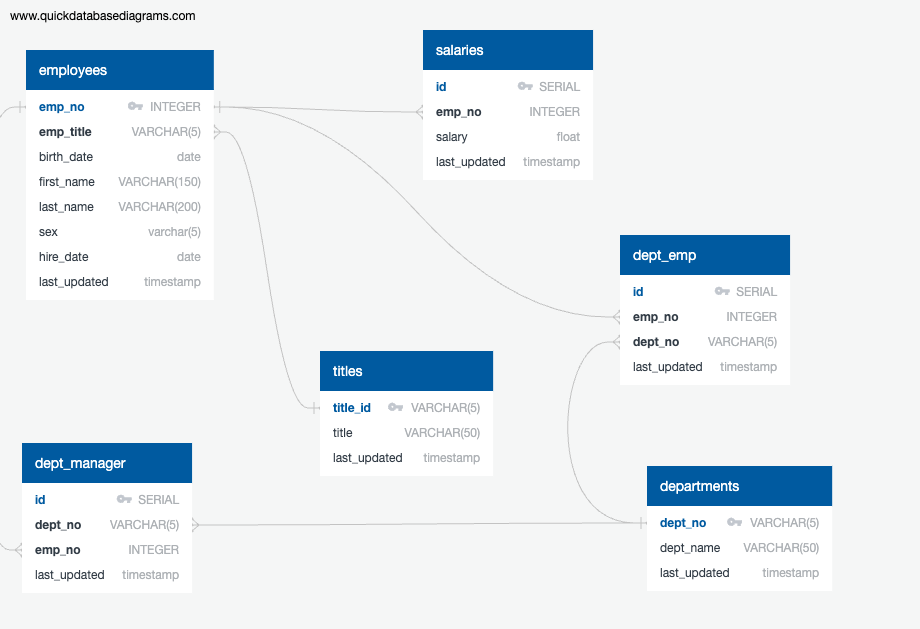 www.quickdatabasediagrams.com
employees
emp_no INTEGER
emp_title VARCHAR(5)
birth_date date
first_name VARCHAR(150)
last_name VARCHAR(200)
sex varchar(5)
hire_date date
last_updated timestamp
salaries
id SERIAL
emp_no INTEGER
salary float
last_updated timestamp
dept_emp
id SERIAL
emp_no INTEGER
dept_no VARCHAR(5)
last_updated timestamp
titles
title_id VARCHAR(5)
title VARCHAR(50)
last_updated timestamp
dept_manager
id SERIAL
dept_no VARCHAR(5)
emp_no INTEGER
last_updated timestamp
departments
dept_no VARCHAR(5)
dept_name VARCHAR(50)
last_updated timestamp